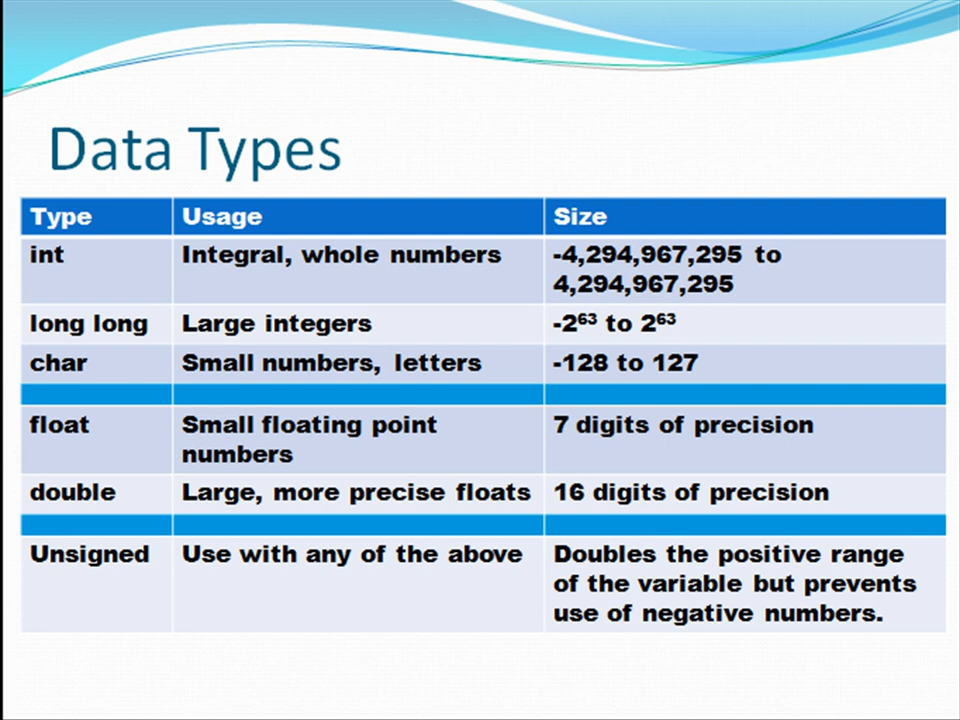 Data Types
Type Usage Size
int Integral, whole numbers -4,294,967,295 to
4,294,967,295
long long Large integers -2⁶³ to 2⁶³
char Small numbers, letters -128 to 127
float Small floating point 7 digits of precision
numbers
double Large, more precise floats 16 digits of precision
Unsigned Use with any of the above Doubles the positive range
of the variable but prevents
use of negative numbers.